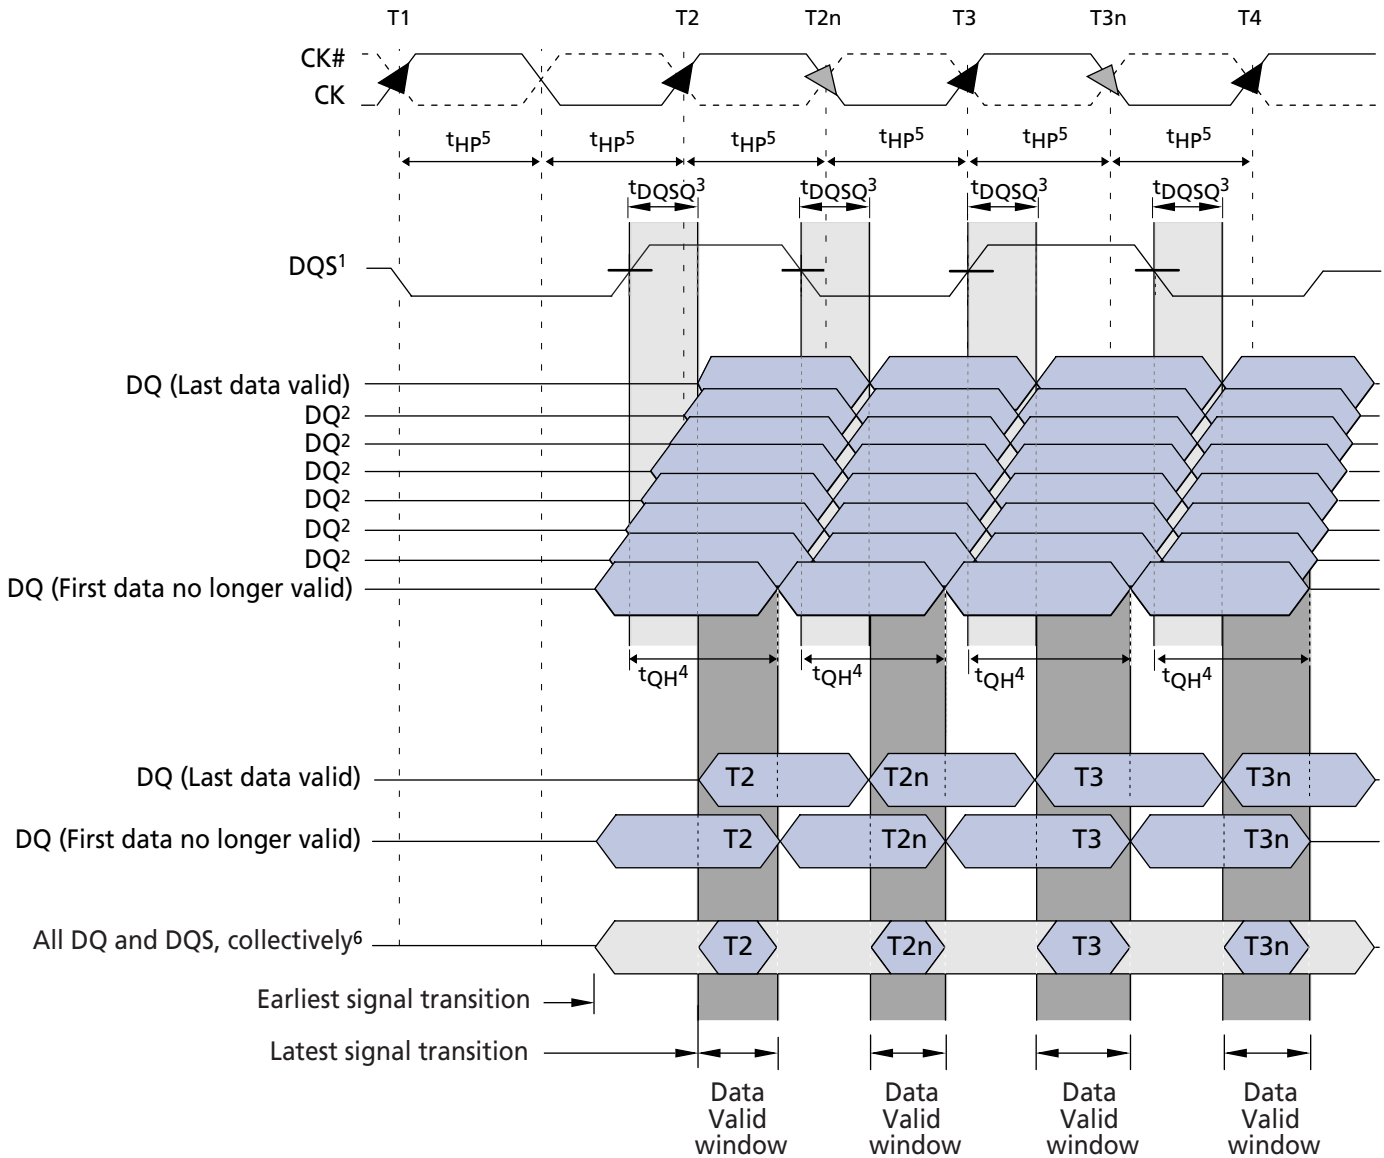 T1 T2 T2n T3 T3n T4
CK#
CK
tHP5 tHP5 tHP5 tHP5 tHP5 tHP5
tDQSQ3 tDQSQ3 tDQSQ3 tDQSQ3
DQS1
DQ (Last data valid)
DQ2
DQ2
DQ2
DQ2
DQ2
DQ2
DQ (First data no longer valid)
tQH4 tQH4 tQH4 tQH4
DQ (Last data valid) T2 T2n T3 T3n
DQ (First data no longer valid) T2 T2n T3 T3n
All DQ and DQS, collectively6 T2 T2n T3 T3n
Earliest signal transition
Latest signal transition
Data Data Data Data
Valid Valid Valid Valid
window window window window